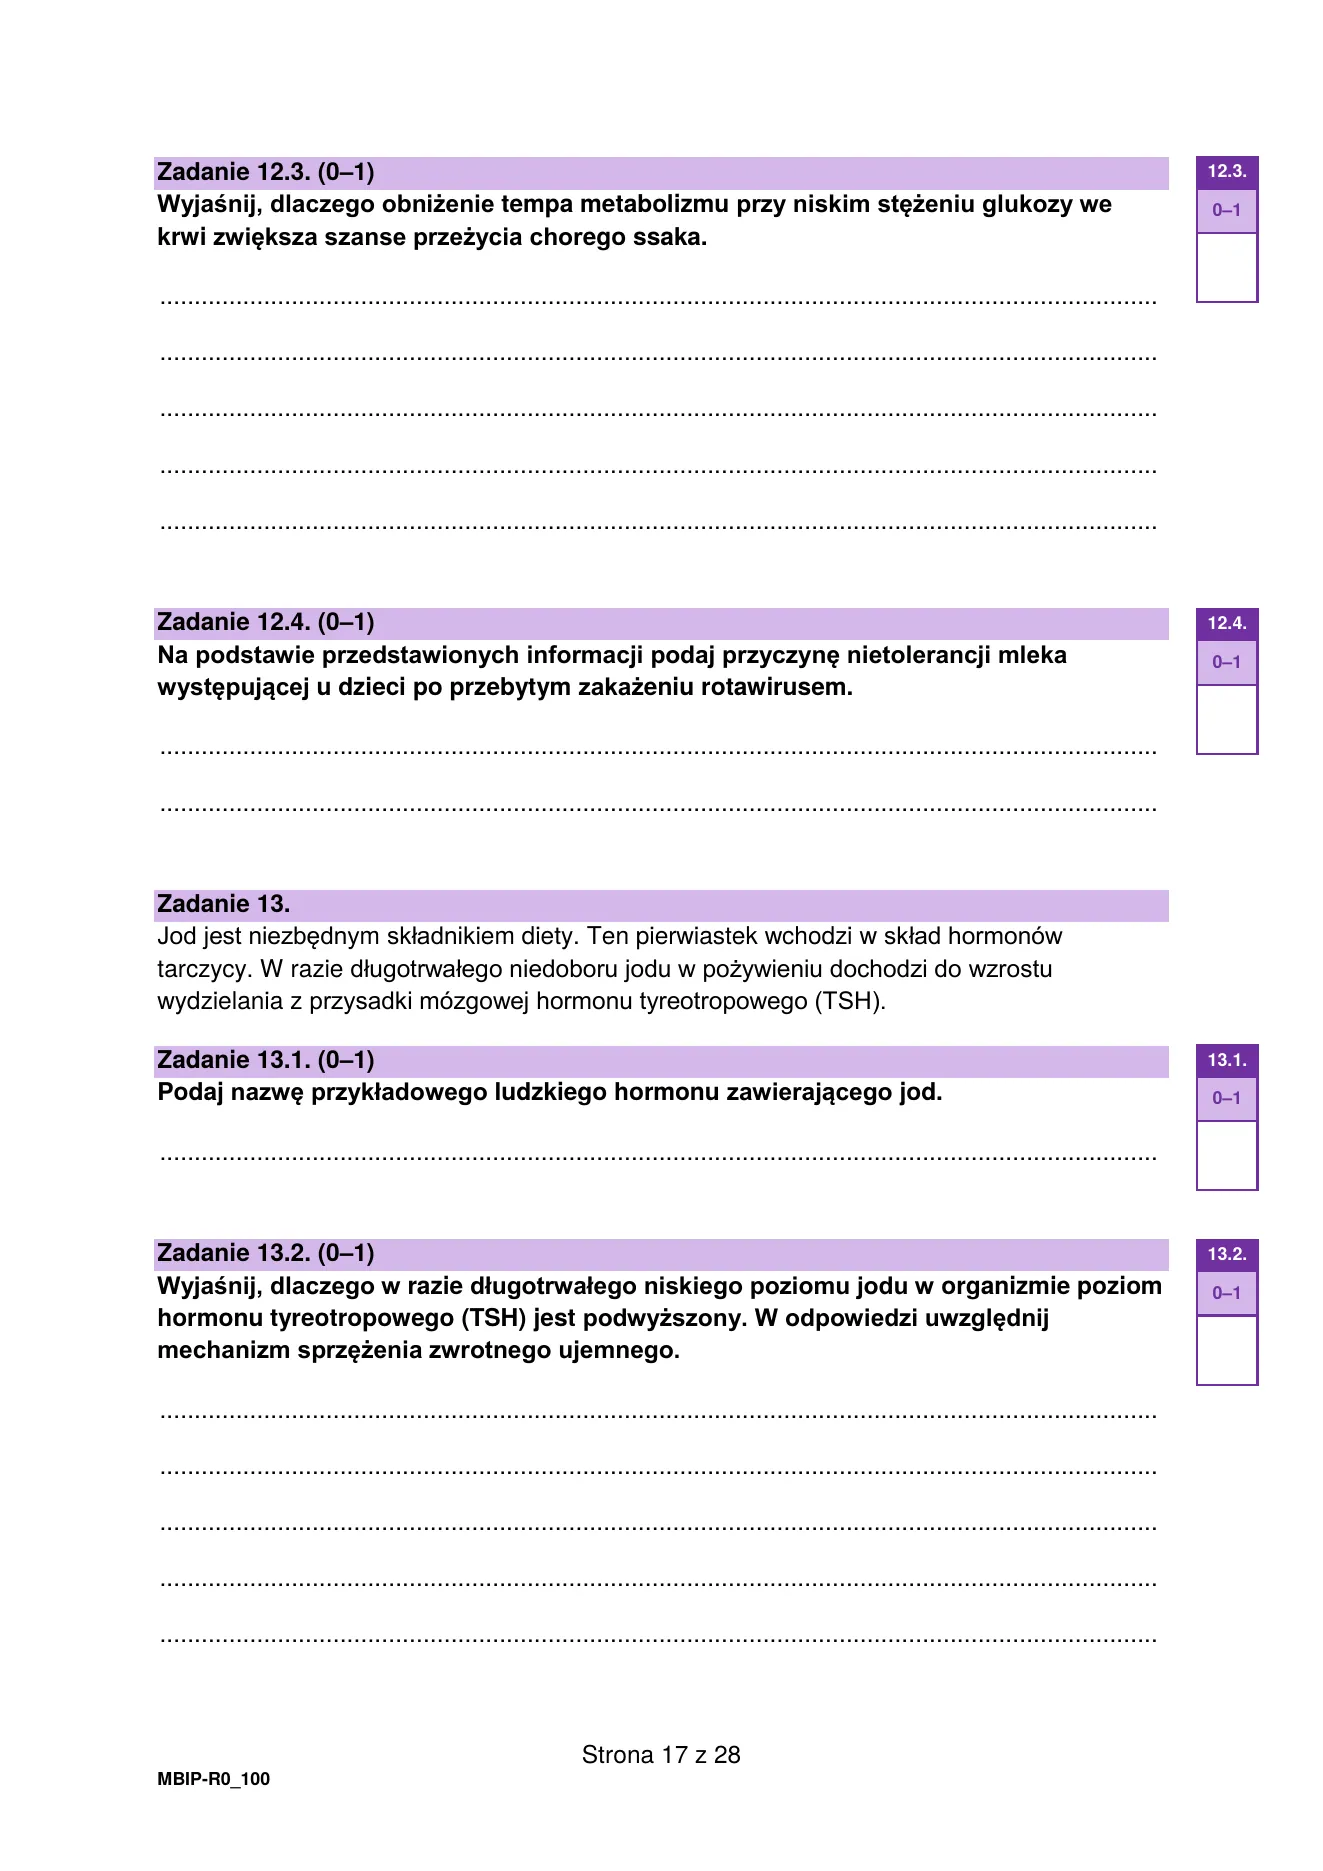 Zadanie 12.3. (0–1)
12.3.
Wyjaśnij, dlaczego obniżenie tempa metabolizmu przy niskim stężeniu glukozy we
0–1
krwi zwiększa szanse przeżycia chorego ssaka.
Zadanie 12.4. (0–1)
12.4.
Na podstawie przedstawionych informacji podaj przyczynę nietolerancji mleka
0–1
występującej u dzieci po przebytym zakażeniu rotawirusem.
Zadanie 13.
Jod jest niezbędnym składnikiem diety. Ten pierwiastek wchodzi w skład hormonów
tarczycy. W razie długotrwałego niedoboru jodu w pożywieniu dochodzi do wzrostu
wydzielania z przysadki mózgowej hormonu tyreotropowego (TSH).
Zadanie 13.1. (0–1)
13.1.
Podaj nazwę przykładowego ludzkiego hormonu zawierającego jod.
0–1
Zadanie 13.2. (0–1)
13.2.
Wyjaśnij, dlaczego w razie długotrwałego niskiego poziomu jodu w organizmie poziom
0–1
hormonu tyreotropowego (TSH) jest podwyższony. W odpowiedzi uwzględnij
mechanizm sprzężenia zwrotnego ujemnego.
Strona 17 z 28
MBIP-R0_100